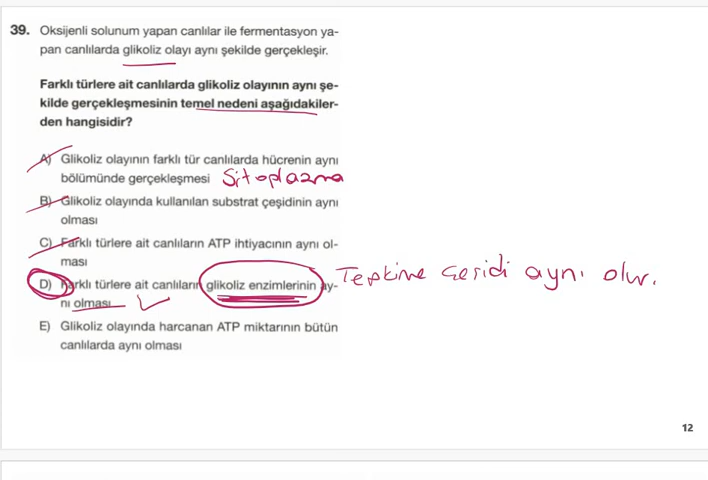 39. Oksijenli solunum yapan canlılar ile fermentasyon ya-
pan canlılarda glikoliz olayı aynı şekilde gerçekleşir.
Farklı türlere ait canlılarda glikoliz olayının aynı şe-
kilde gerçekleşmesinin temel nedeni aşağıdakiler-
den hangisidir?
A) Glikoliz olayının farklı tür canlılarda hücrenin aynı
bölümünde gerçekleşmesi Sitoplazma
B) Glikoliz olayında kullanılan substrat çeşidinin aynı
olması
C) Farklı türlere ait canlıların ATP ihtiyacının aynı ol-
ması
D) Farklı türlere ait canlıların glikoliz enzimlerinin ay- Tepkime çeşidi aynı olur.
nı olması
E) Glikoliz olayında harcanan ATP miktarının bütün
canlılarda aynı olması
12